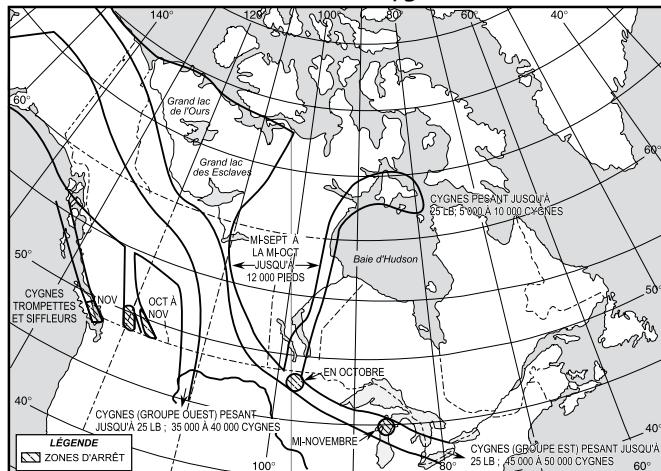 140°
120°
100°
80°
60°
40°
60°
60°
60°
Grand lac
de l'Ours
Grand lac
des Esclaves
CYGNES PESANT JUSQU'À
25 LB ; 5 000 À 10 000 CYGNES
MI-SEPT À
LA MI-OCT
JUSQU'À
12 000 PIEDS
Baie d'Hudson
50°
50°
CYGNES
TROMPETTES
ET SIFFLEURS
NOV
OCT À
NOV
EN OCTOBRE
40°
40°
CYGNES (GROUPE OUEST) PESANT
JUSQU'À 25 LB ; 35 000 À 40 000 CYGNES
MI-NOVEMBRE
LÉGENDE
ZONES D'ARRÊT
CYGNES (GROUPE EST) PESANT JUSQU'À
25 LB ; 45 000 À 50 000 CYGNES
100°
80°
60°